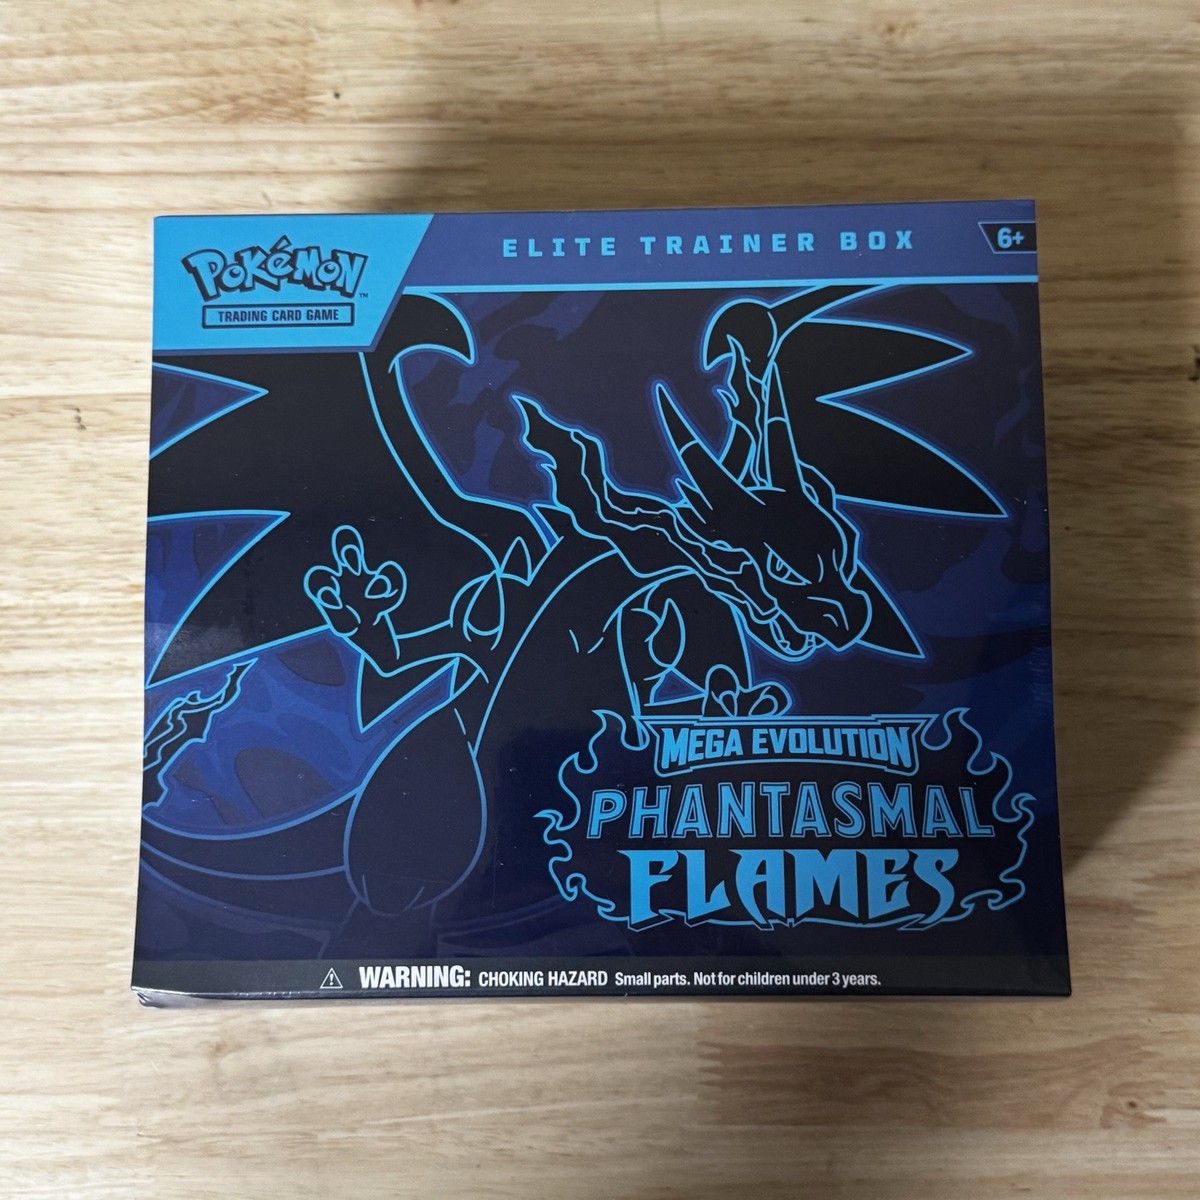 POKéMON™
TRADING CARD GAME
ELITE TRAINER BOX
6+
MEGA EVOLUTION
PHANTASMAL
FLAMES
⚠ WARNING: CHOKING HAZARD Small parts. Not for children under 3 years.